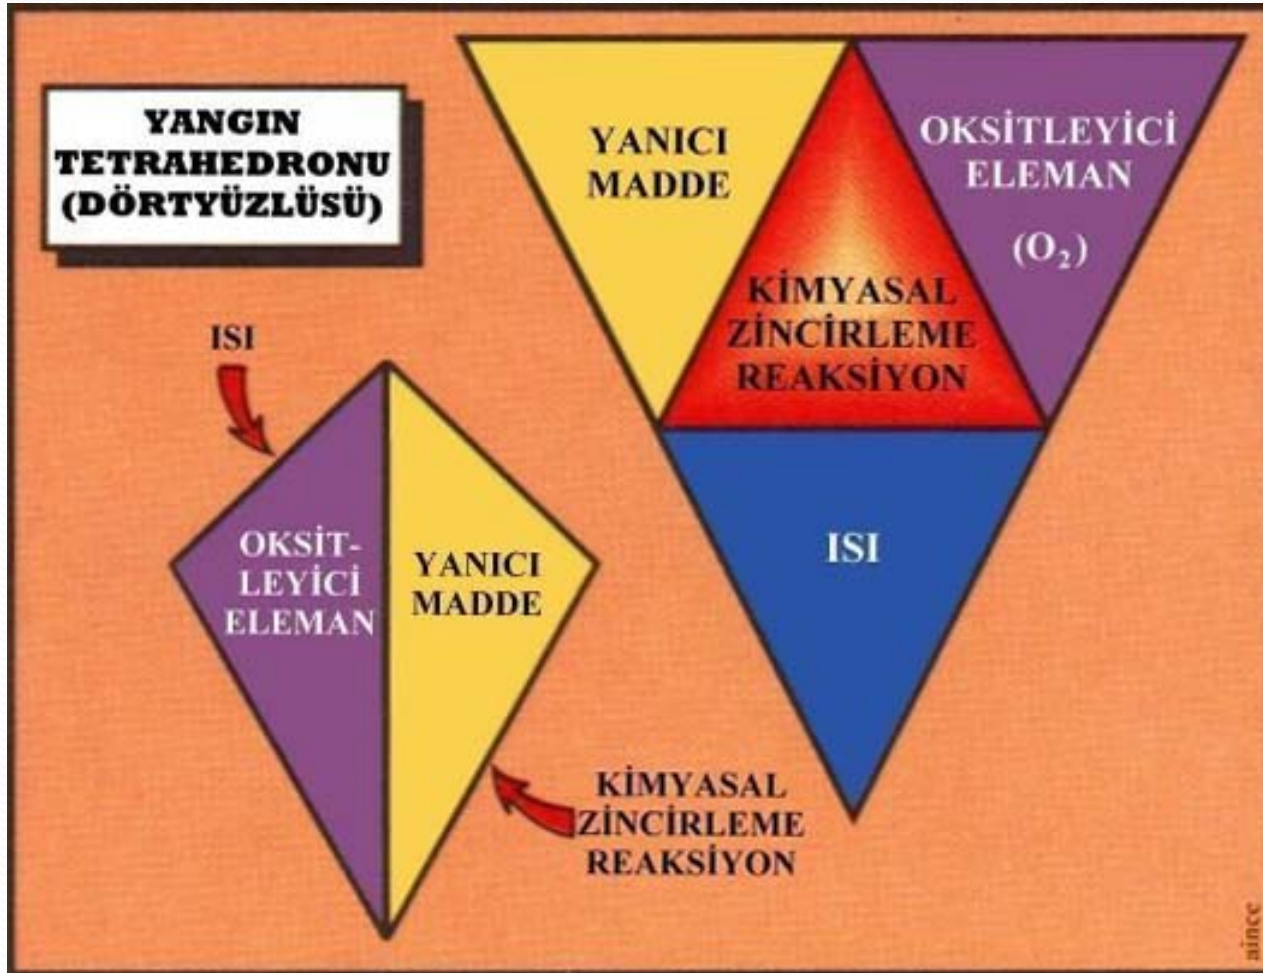 YANGIN
TETRAHEDRONU
(DÖRTYÜZLÜSÜ)
YANICI
MADDE
OKSİTLEYİCİ
ELEMAN
(O₂)
KİMYASAL
ZİNCİRLEME
REAKSİYON
ISI
ISI
OKSİT-
LEYİCİ
ELEMAN
YANICI
MADDE
KİMYASAL
ZİNCİRLEME
REAKSİYON
aince